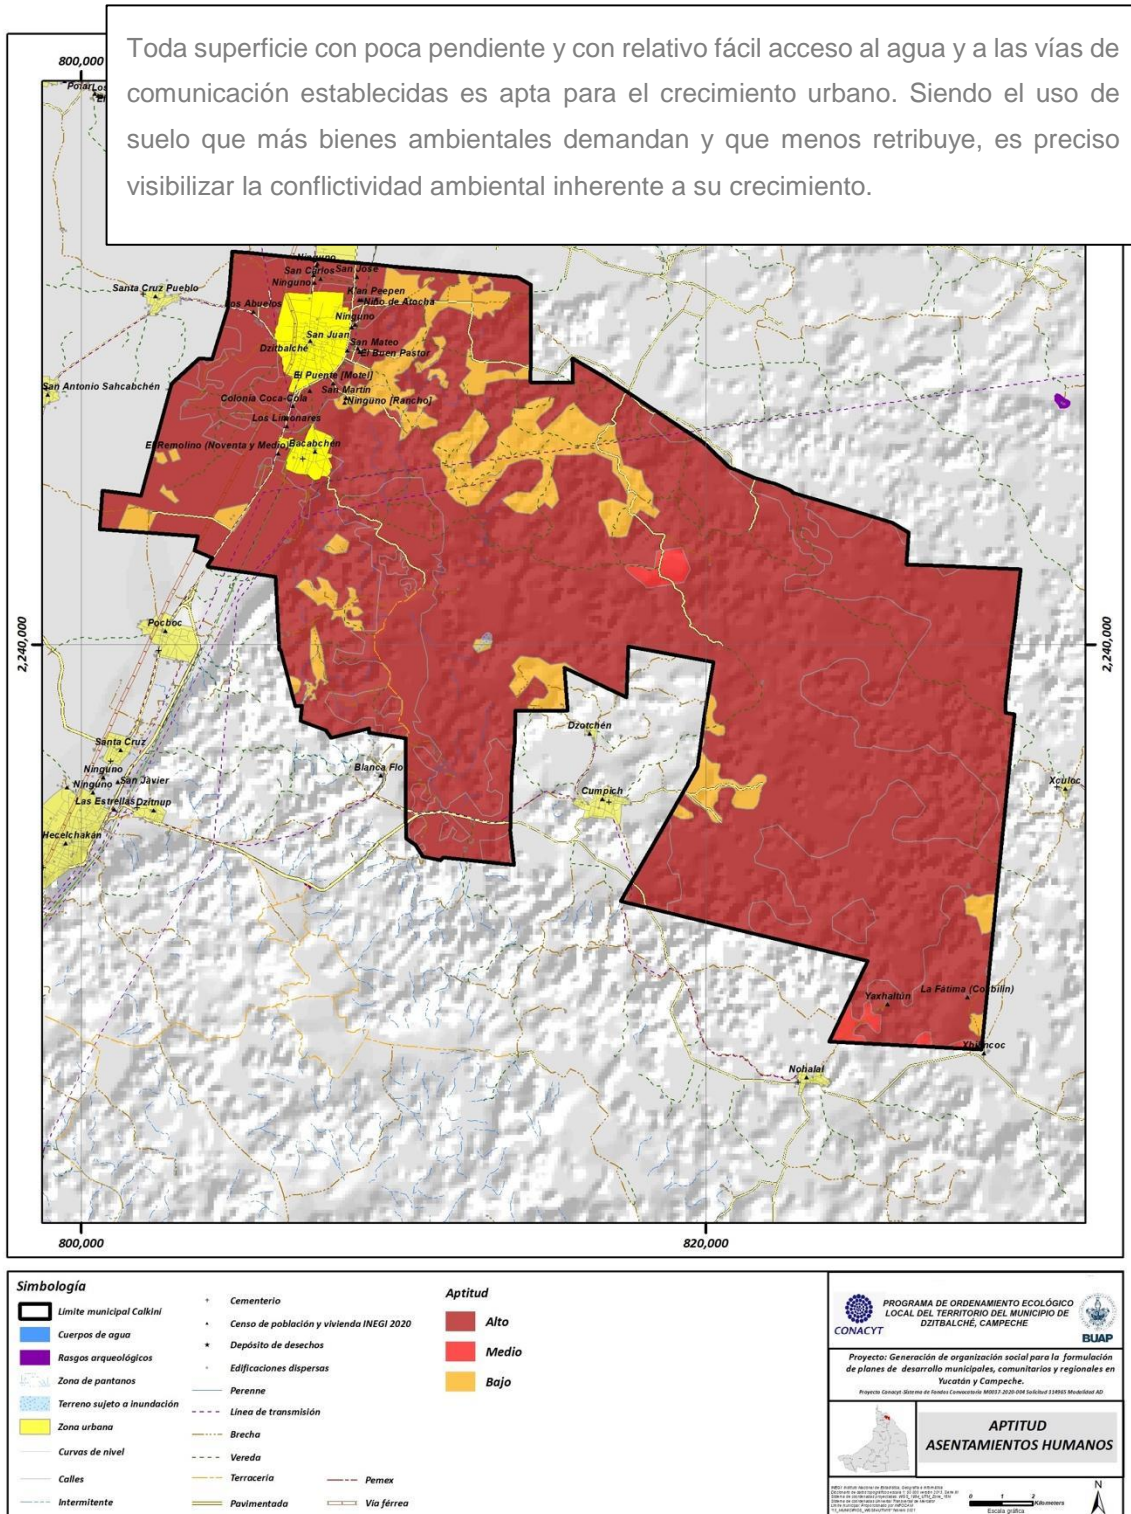 Toda superficie con poca pendiente y con relativo fácil acceso al agua y a las vías de
comunicación establecidas es apta para el crecimiento urbano. Siendo el uso de
suelo que más bienes ambientales demandan y que menos retribuye, es preciso
visibilizar la conflictividad ambiental inherente a su crecimiento.
800,000
Ninguno
San Carlos
San José
Ninguno
K'an Peepen
Niño de Atocha
Santa Cruz Pueblo
Los Abuelos
Ninguno
San Juan
San Mateo
Dzitbalché
El Buen Pastor
El Puente [Motel]
San Antonio Sahcabchén
San Martín
Colonia Coca-Cola
Ninguno [Rancho]
Los Limonares
El Remolino (Noventa y Medio)
Bacabchén
Pocboc
2,240,000
2,240,000
Dzotchén
Santa Cruz
Blanca Flo
Ninguno
San Javier
Ninguno
Xculoc
Cumpich
Las Estrellas
Dzitnup
Hecelchakán
Yaxhaltún
La Fátima
Nohalal
800,000
820,000
Simbología
Límite municipal Calkiní
Cuerpos de agua
Rasgos arqueológicos
Zona de pantanos
Terreno sujeto a inundación
Zona urbana
Curvas de nivel
Calles
Intermitente
Cementerio
Censo de población y vivienda INEGI 2020
Depósito de desechos
Edificaciones dispersas
Perenne
Línea de transmisión
Brecha
Vereda
Terracería
Pavimentada
Pemex
Vía férrea
Aptitud
Alto
Medio
Bajo
CONACYT
PROGRAMA DE ORDENAMIENTO ECOLÓGICO
LOCAL DEL TERRITORIO DEL MUNICIPIO DE
DZITBALCHÉ, CAMPECHE
BUAP
Proyecto: Generación de organización social para la formulación
de planes de desarrollo municipales, comunitarios y regionales en
Yucatán y Campeche.
APTITUD
ASENTAMIENTOS HUMANOS
0 1 2
Kilometers
Escala gráfica
N